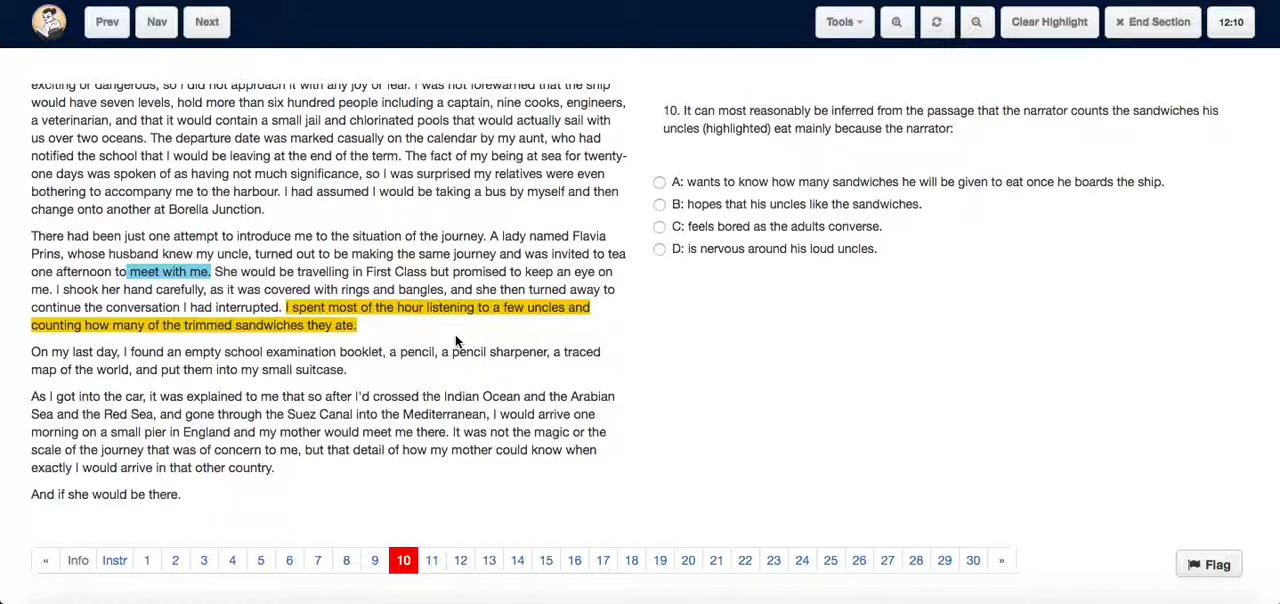 Prev
Nav
Next
Tools
Clear Highlight
End Section
12:10
exciting or dangerous, so I did not approach it with any joy or fear. I was not forewarned that the ship
would have seven levels, hold more than six hundred people including a captain, nine cooks, engineers,
a veterinarian, and that it would contain a small jail and chlorinated pools that would actually sail with
us over two oceans. The departure date was marked casually on the calendar by my aunt, who had
notified the school that I would be leaving at the end of the term. The fact of my being at sea for twenty-
one days was spoken of as having not much significance, so I was surprised my relatives were even
bothering to accompany me to the harbour. I had assumed I would be taking a bus by myself and then
change onto another at Borella Junction.
There had been just one attempt to introduce me to the situation of the journey. A lady named Flavia
Prins, whose husband knew my uncle, turned out to be making the same journey and was invited to tea
one afternoon to meet with me. She would be travelling in First Class but promised to keep an eye on
me. I shook her hand carefully, as it was covered with rings and bangles, and she then turned away to
continue the conversation I had interrupted. I spent most of the hour listening to a few uncles and
counting how many of the trimmed sandwiches they ate.
On my last day, I found an empty school examination booklet, a pencil, a pencil sharpener, a traced
map of the world, and put them into my small suitcase.
As I got into the car, it was explained to me that so after I'd crossed the Indian Ocean and the Arabian
Sea and the Red Sea, and gone through the Suez Canal into the Mediterranean, I would arrive one
morning on a small pier in England and my mother would meet me there. It was not the magic or the
scale of the journey that was of concern to me, but that detail of how my mother could know when
exactly I would arrive in that other country.
And if she would be there.
10. It can most reasonably be inferred from the passage that the narrator counts the sandwiches his
uncles (highlighted) eat mainly because the narrator:
A: wants to know how many sandwiches he will be given to eat once he boards the ship.
B: hopes that his uncles like the sandwiches.
C: feels bored as the adults converse.
D: is nervous around his loud uncles.
« Info Instr 1 2 3 4 5 6 7 8 9 10 11 12 13 14 15 16 17 18 19 20 21 22 23 24 25 26 27 28 29 30 »
Flag